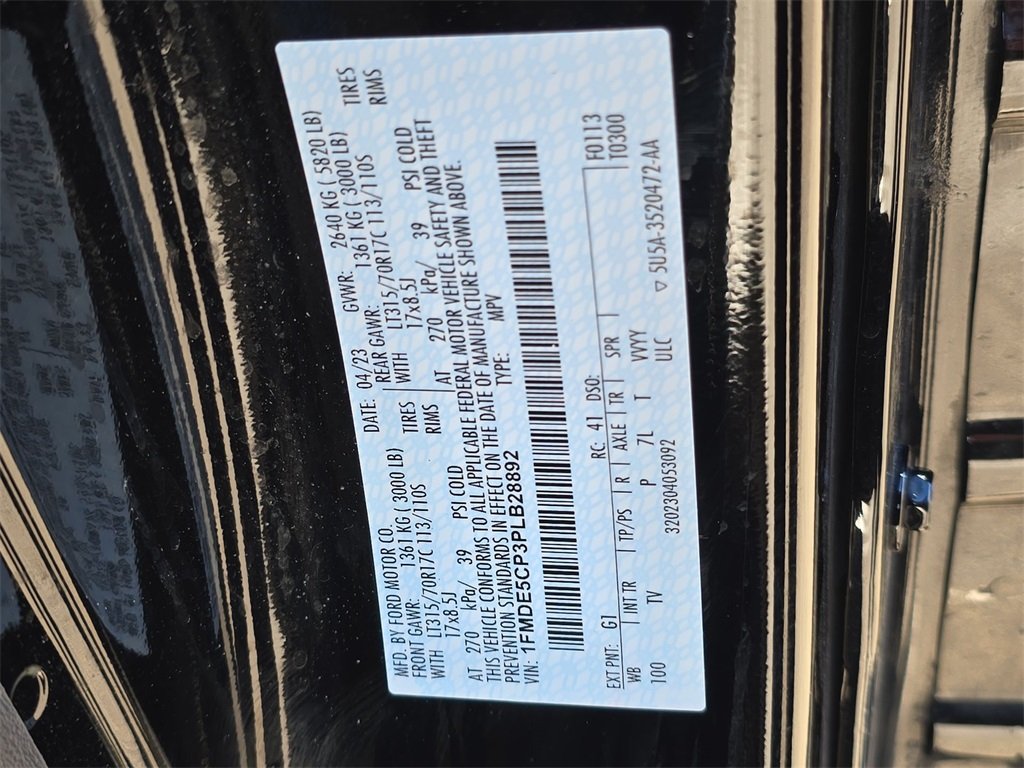 MFD. BY FORD MOTOR CO.
DATE: 04/23 GVWR: 2640 KG ( 5820 LB)
FRONT GAWR: 1361 KG ( 3000 LB) REAR GAWR: 1361 KG ( 3000 LB)
WITH LT315/70R17C 113/110S TIRES WITH LT315/70R17C 113/110S TIRES
17x8.5J RIMS 17x8.5J RIMS
AT 270 kPa/ 39 PSI COLD AT 270 kPa/ 39 PSI COLD
THIS VEHICLE CONFORMS TO ALL APPLICABLE FEDERAL MOTOR VEHICLE SAFETY AND THEFT
PREVENTION STANDARDS IN EFFECT ON THE DATE OF MANUFACTURE SHOWN ABOVE.
VIN: 1FMDE5CP3PLB28892 TYPE: MPV
EXT PNT: G1 RC: 41 DSO: F0113
WB INT TR TP/PS R AXLE TR SPR T0300
100 TV P 7L T VVYY
ULC
3202304053092 ▽ 5U5A-3520472-AA